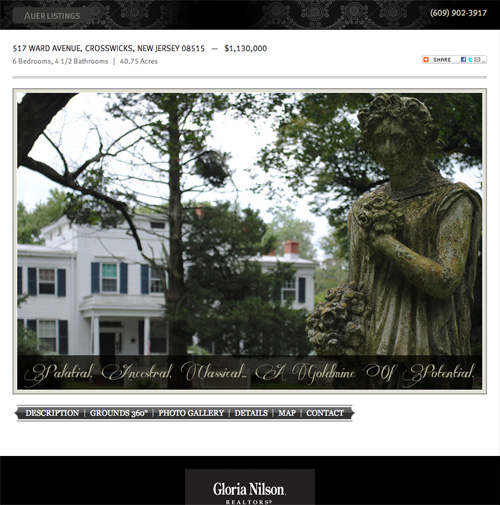 AUER LISTINGS
(609) 902-3917
517 WARD AVENUE, CROSSWICKS, NEW JERSEY 08515 — $1,130,000
6 Bedrooms, 4 1/2 Bathrooms | 40.75 Acres
SHARE
Palatial. Ancestral. Classical... A Goldmine Of Potential.
DESCRIPTION | GROUNDS 360° | PHOTO GALLERY | DETAILS | MAP | CONTACT
Gloria Nilson
REALTORS®